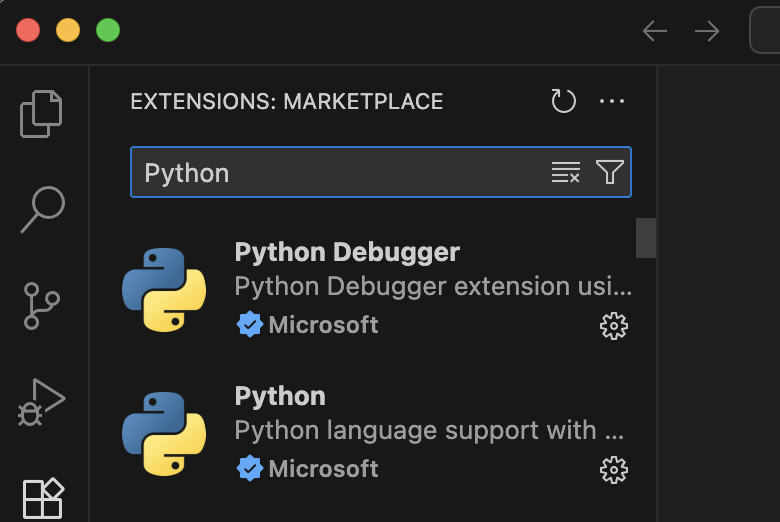 EXTENSIONS: MARKETPLACE
Python
Python Debugger
Python Debugger extension usi...
Microsoft
Python
Python language support with ...
Microsoft